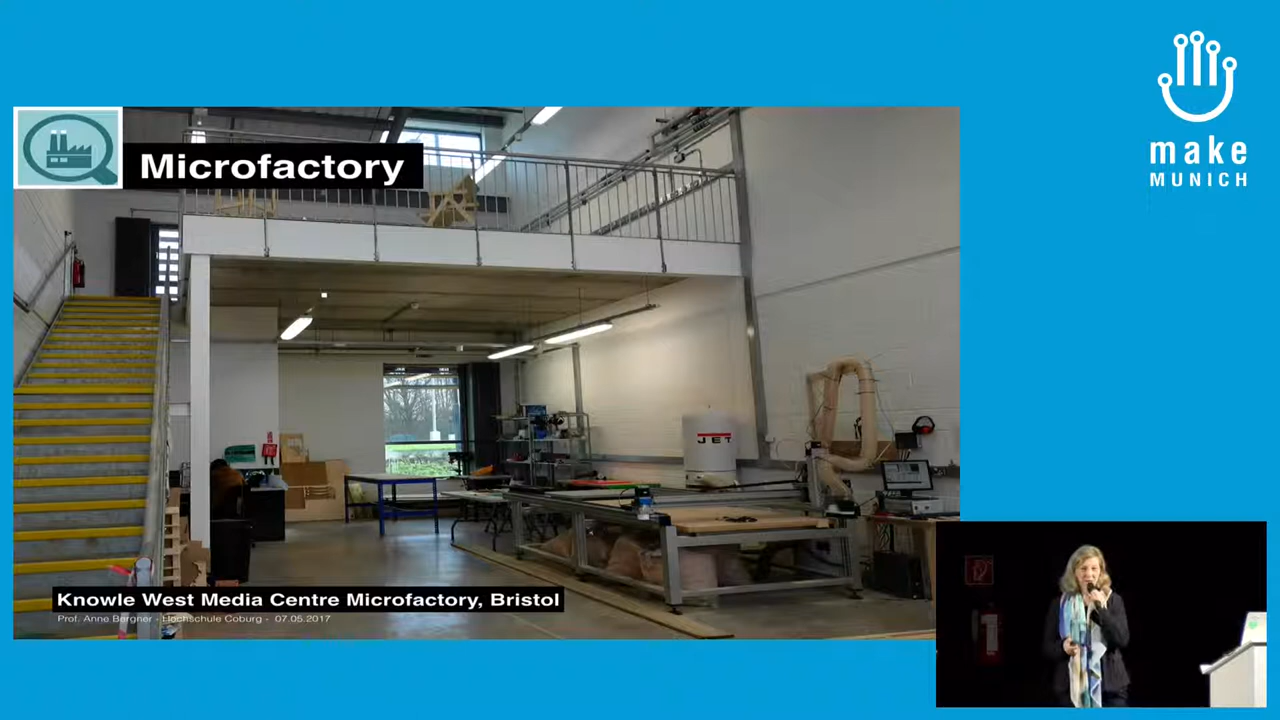 make
MUNICH
Microfactory
JET
Knowle West Media Centre Microfactory, Bristol
Prof. Anne Bergner - Hochschule Coburg - 07.05.2017